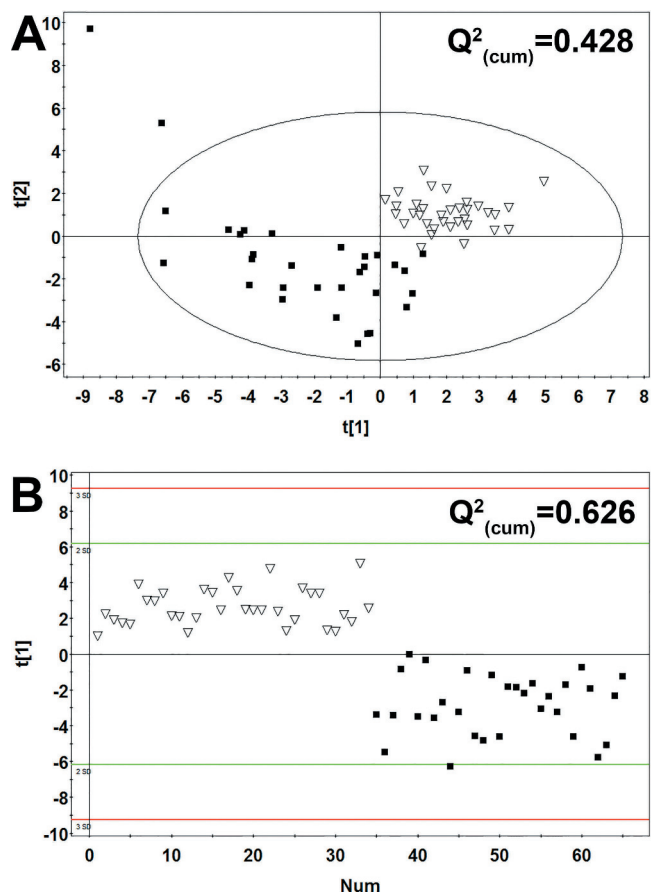 A
Q²(cum)=0.428
10
8
6
4
2
0
-2
-4
-6
t[2]
-9 -8 -7 -6 -5 -4 -3 -2 -1 0 1 2 3 4 5 6 7 8
t[1]
B
Q²(cum)=0.626
10
3 SD
8
6
2 SD
4
2
0
-2
-4
-6
2 SD
-8
-10
3 SD
t[1]
0 10 20 30 40 50 60
Num